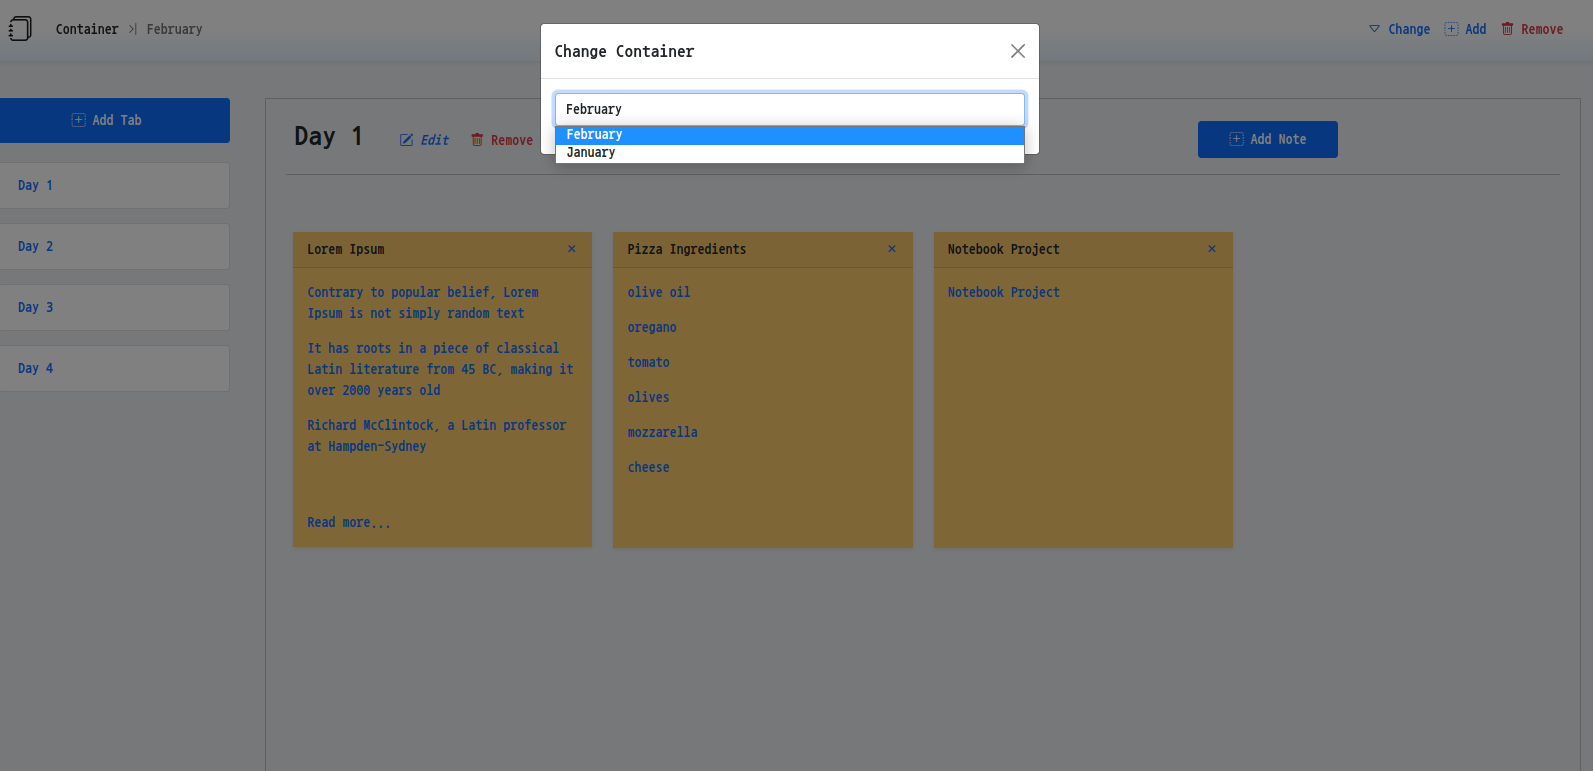 Container > February
Change Add Remove
Change Container
February
February
January
Add Tab
Day 1
Day 2
Day 3
Day 4
Day 1 Edit Remove
Add Note
Lorem Ipsum ×
Contrary to popular belief, Lorem
Ipsum is not simply random text
It has roots in a piece of classical
Latin literature from 45 BC, making it
over 2000 years old
Richard McClintock, a Latin professor
at Hampden-Sydney
Read more...
Pizza Ingredients ×
olive oil
oregano
tomato
olives
mozzarella
cheese
Notebook Project ×
Notebook Project